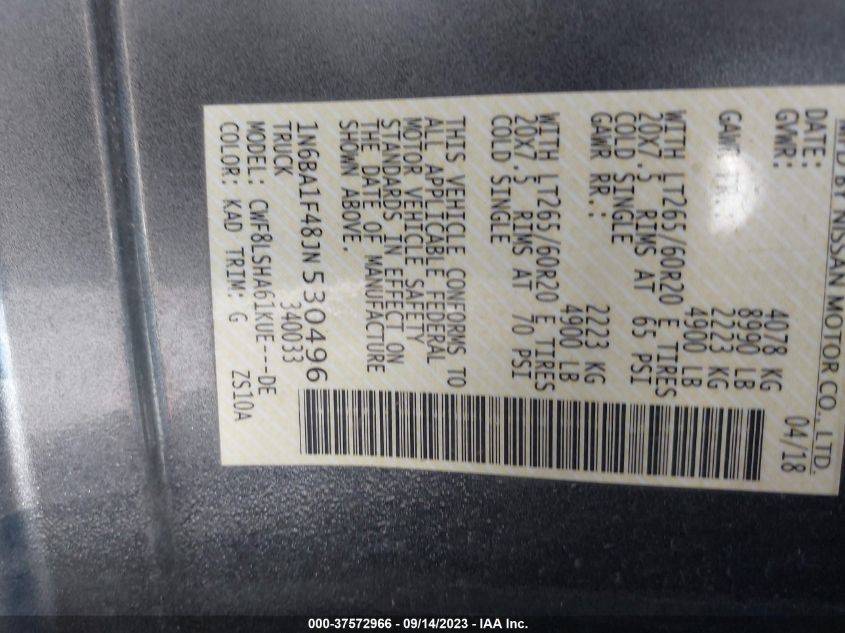 MFD BY NISSAN MOTOR CO., LTD.
DATE: 04/18
GVWR: 4078 KG
8990 LB
GAWR FR.: 2223 KG
4900 LB
WITH LT265/60R20 E TIRES
20X7.5 RIMS AT 65 PSI
COLD SINGLE
GAWR RR.: 2223 KG
4900 LB
WITH LT265/60R20 E TIRES
20X7.5 RIMS AT 70 PSI
COLD SINGLE
THIS VEHICLE CONFORMS TO
ALL APPLICABLE FEDERAL
MOTOR VEHICLE SAFETY
STANDARDS IN EFFECT ON
THE DATE OF MANUFACTURE
SHOWN ABOVE.
1N6BA1F48JN530496
TRUCK 340033
MODEL: CWF8LSHA61KUE---DE
COLOR: KAD TRIM: G ZS10A
000-37572966 - 09/14/2023 - IAA Inc.